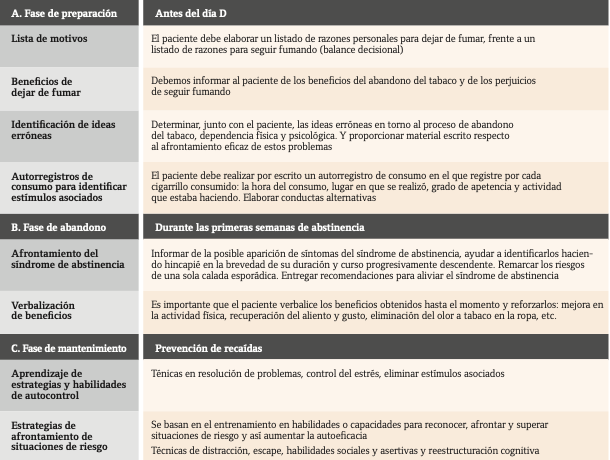 A. Fase de preparación
Antes del día D
Lista de motivos
El paciente debe elaborar un listado de razones personales para dejar de fumar, frente a un
listado de razones para seguir fumando (balance decisional)
Beneficios de
dejar de fumar
Debemos informar al paciente de los beneficios del abandono del tabaco y de los perjuicios
de seguir fumando
Identificación de ideas
erróneas
Determinar, junto con el paciente, las ideas erróneas en torno al proceso de abandono
del tabaco, dependencia física y psicológica. Y proporcionar material escrito respecto
al afrontamiento eficaz de estos problemas
Autorregistros de
consumo para identificar
estímulos asociados
El paciente debe realizar por escrito un autorregistro de consumo en el que registre por cada
cigarrillo consumido: la hora del consumo, lugar en que se realizó, grado de apetencia y actividad
que estaba haciendo. Elaborar conductas alternativas
B. Fase de abandono
Durante las primeras semanas de abstinencia
Afrontamiento del
síndrome de abstinencia
Informar de la posible aparición de síntomas del síndrome de abstinencia, ayudar a identificarlos hacien-
do hincapié en la brevedad de su duración y curso progresivamente descendente. Remarcar los riesgos
de una sola calada esporádica. Entregar recomendaciones para aliviar el síndrome de abstinencia
Verbalización
de beneficios
Es importante que el paciente verbalice los beneficios obtenidos hasta el momento y reforzarlos: mejora en
la actividad física, recuperación del aliento y gusto, eliminación del olor a tabaco en la ropa, etc.
C. Fase de mantenimiento
Prevención de recaídas
Aprendizaje de
estrategias y habilidades
de autocontrol
Ténicas en resolución de problemas, control del estrés, eliminar estímulos asociados
Estrategias de
afrontamiento de
situaciones de riesgo
Se basan en el entrenamiento en habilidades o capacidades para reconocer, afrontar y superar
situaciones de riesgo y así aumentar la autoeficacia
Técnicas de distracción, escape, habilidades sociales y asertivas y reestructuración cognitiva